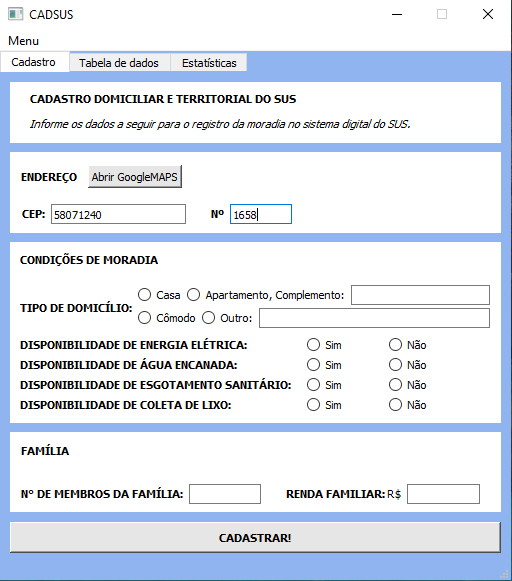 CADSUS
Menu
Cadastro Tabela de dados Estatísticas
CADASTRO DOMICILIAR E TERRITORIAL DO SUS
Informe os dados a seguir para o registro da moradia no sistema digital do SUS.
ENDEREÇO Abrir GoogleMAPS
CEP: 58071240 Nº 1658
CONDIÇÕES DE MORADIA
TIPO DE DOMICÍLIO: Casa Apartamento, Complemento:
Cômodo Outro:
DISPONIBILIDADE DE ENERGIA ELÉTRICA: Sim Não
DISPONIBILIDADE DE ÁGUA ENCANADA: Sim Não
DISPONIBILIDADE DE ESGOTAMENTO SANITÁRIO: Sim Não
DISPONIBILIDADE DE COLETA DE LIXO: Sim Não
FAMÍLIA
N° DE MEMBROS DA FAMÍLIA: RENDA FAMILIAR: R$
CADASTRAR!